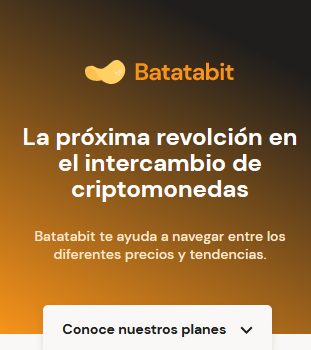 Batatabit
La próxima revolción en
el intercambio de
criptomonedas
Batatabit te ayuda a navegar entre los
diferentes precios y tendencias.
Conoce nuestros planes